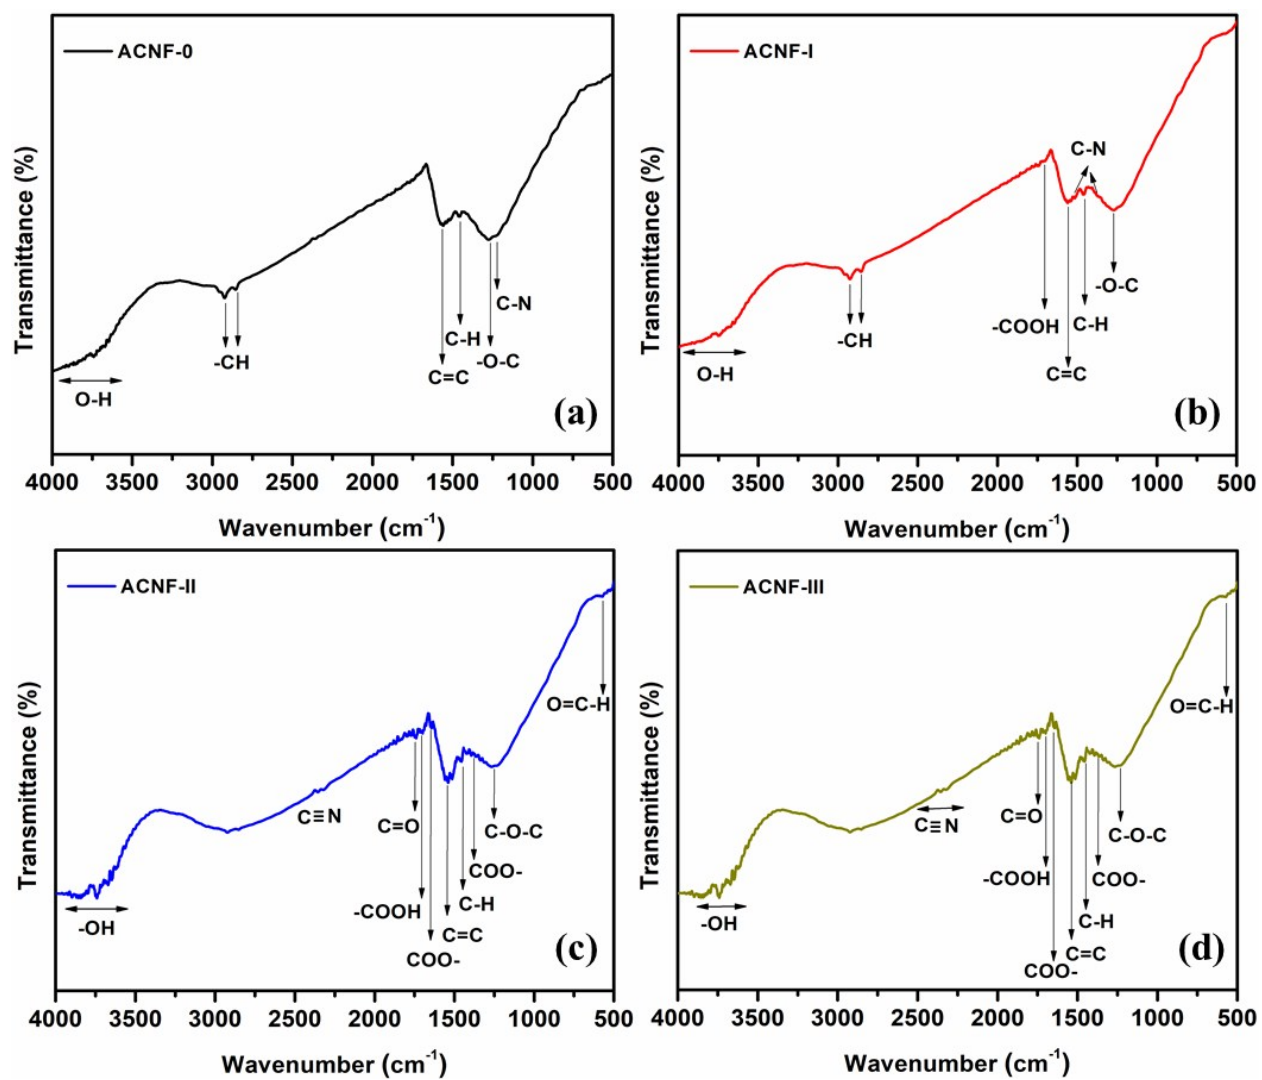 ACNF-0
Transmittance (%)
C-N
C-H
-CH
-O-C
C=C
O-H
(a)
4000 3500 3000 2500 2000 1500 1000 500
Wavenumber (cm⁻¹)
ACNF-I
Transmittance (%)
C-N
-O-C
-COOH
C-H
-CH
C=C
O-H
(b)
4000 3500 3000 2500 2000 1500 1000 500
Wavenumber (cm⁻¹)
ACNF-II
Transmittance (%)
O=C-H
C≡N
C=O
C-O-C
COO-
C-H
-COOH
-OH
C=C
COO-
(c)
4000 3500 3000 2500 2000 1500 1000 500
Wavenumber (cm⁻¹)
ACNF-III
Transmittance (%)
O=C-H
C≡N
C=O
C-O-C
-COOH
COO-
C-H
-OH
C=C
COO-
(d)
4000 3500 3000 2500 2000 1500 1000 500
Wavenumber (cm⁻¹)